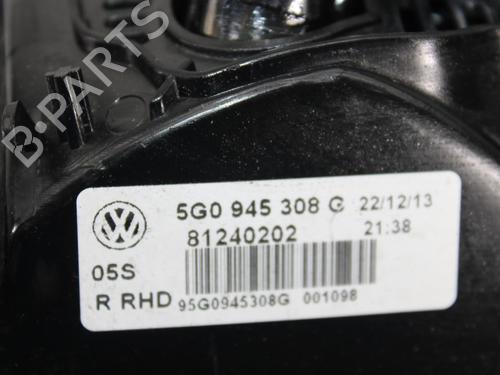 B·PARTS
5G0 945 308 G 22/12/13
81240202 21:38
05S
R RHD 95G0945308G 001098